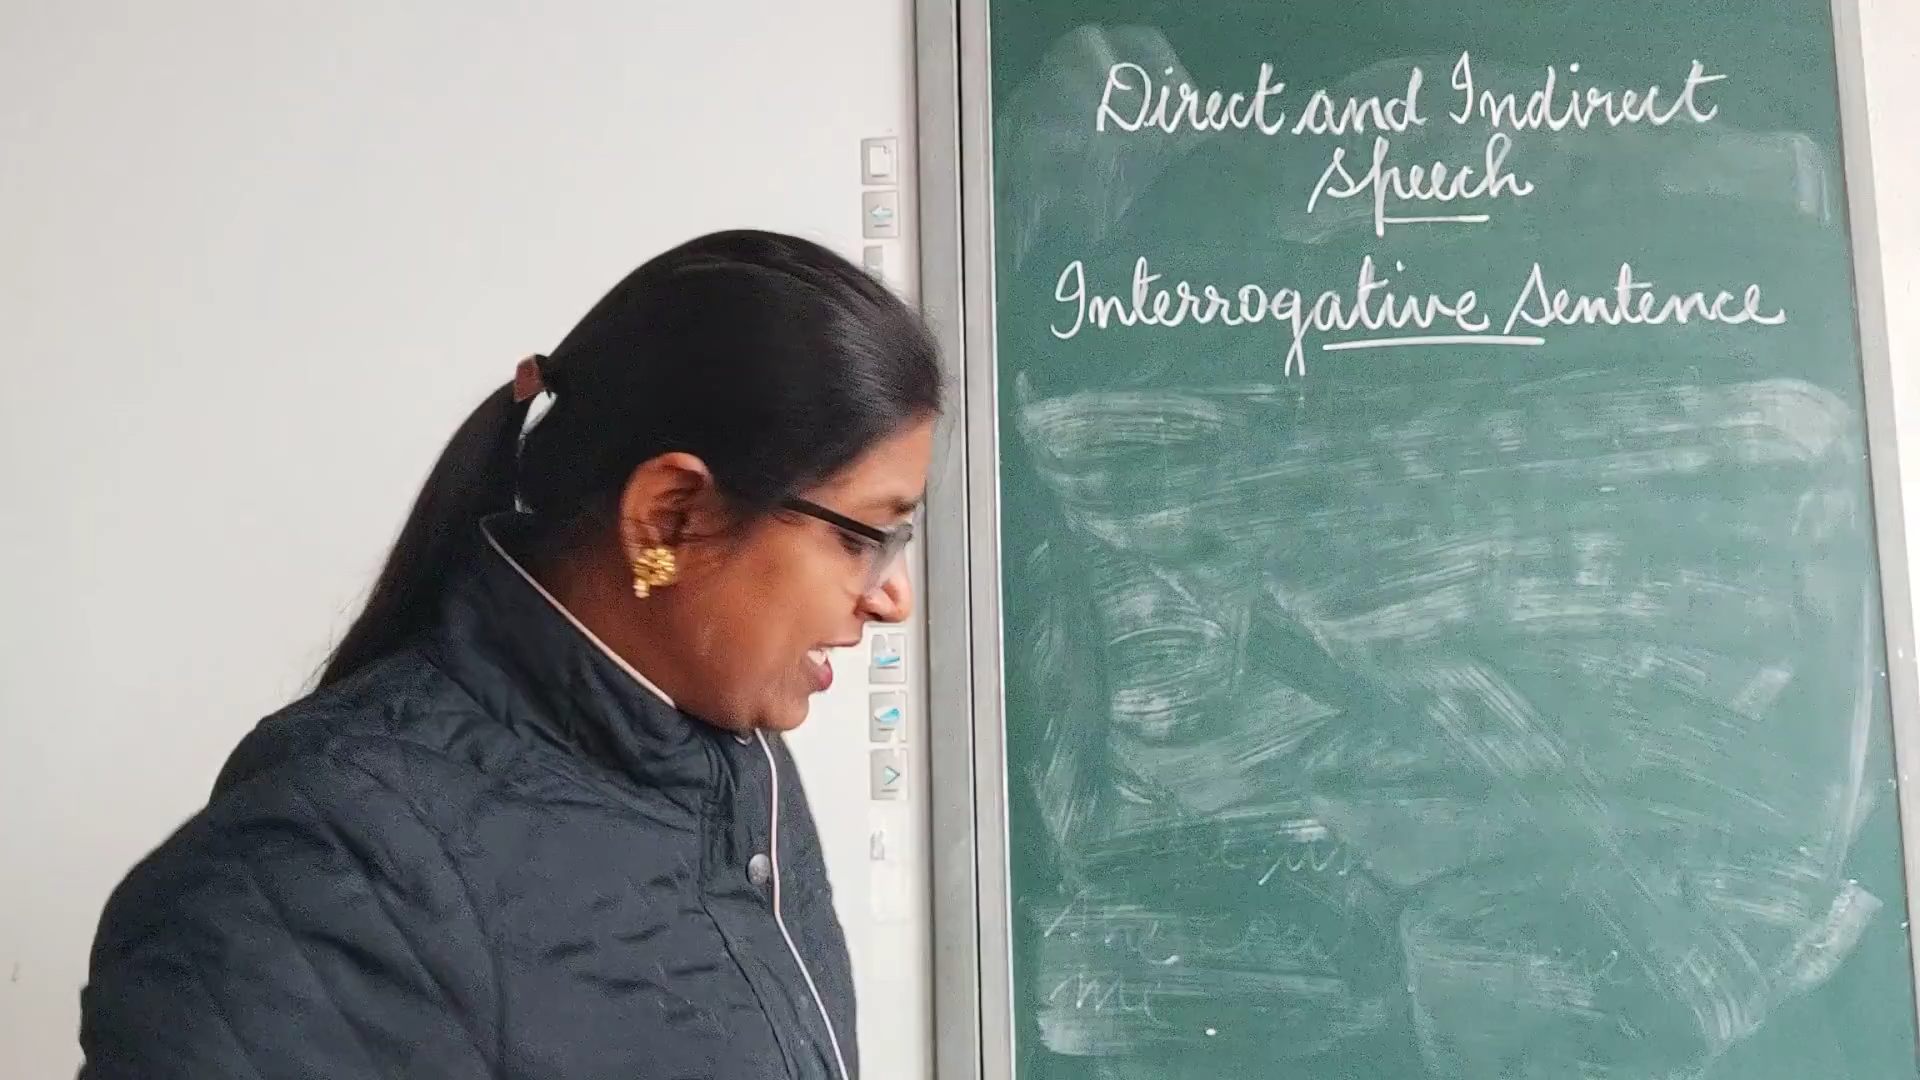 Direct and Indirect
speech
Interrogative Sentence